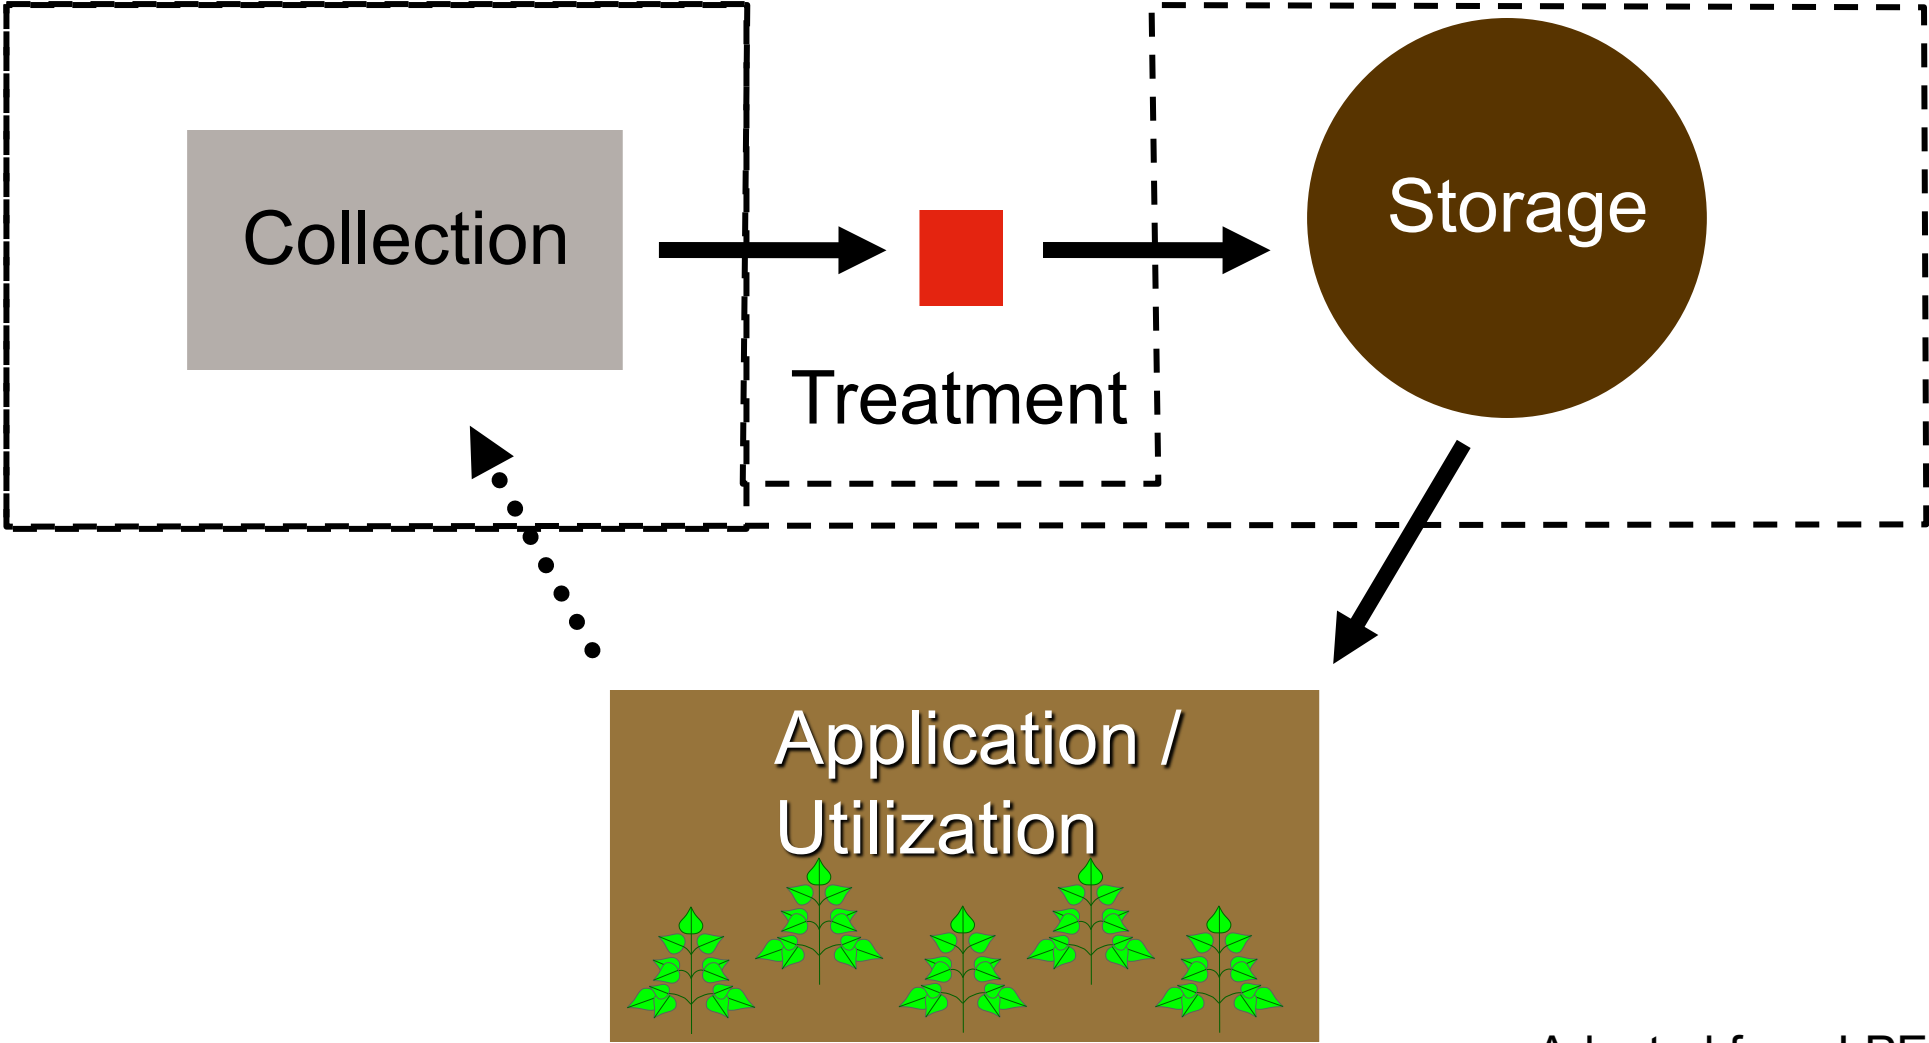 Collection
Storage
Treatment
Application /
Utilization